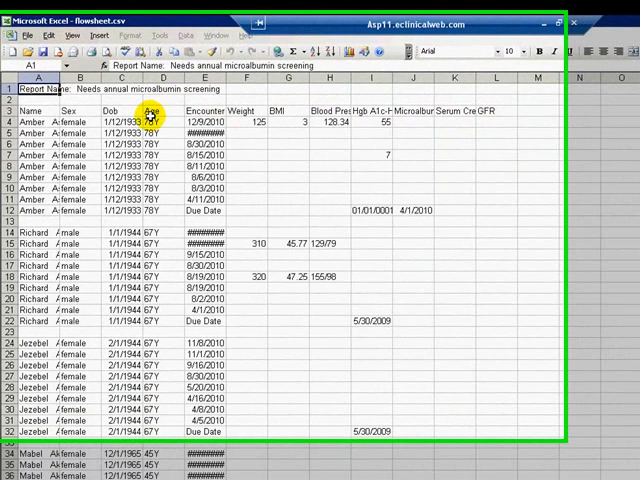 Microsoft Excel - flowsheet.csv
Asp11.eclinicalweb.com
File Edit View Insert Format Tools Data Window Help
Arial 10 B I
A1 Report Name: Needs annual microalbumin screening
A B C D E F G H I J K L M N O
1 Report Name: Needs annual microalbumin screening
2
3 Name Sex Dob Age Encounter Weight BMI Blood Pres Hgb A1c-H Microalbur Serum Cre GFR
4 Amber A female 1/12/1933 78Y 12/9/2010 125 3 128.34 55
5 Amber A female 1/12/1933 78Y ########
6 Amber A female 1/12/1933 78Y 8/30/2010
7 Amber A female 1/12/1933 78Y 8/15/2010 7
8 Amber A female 1/12/1933 78Y 8/11/2010
9 Amber A female 1/12/1933 78Y 8/6/2010
10 Amber A female 1/12/1933 78Y 8/3/2010
11 Amber A female 1/12/1933 78Y 4/11/2010
12 Amber A female 1/12/1933 78Y Due Date 01/01/0001 4/1/2010
13
14 Richard A male 1/1/1944 67Y ########
15 Richard A male 1/1/1944 67Y ######## 310 45.77 129/79
16 Richard A male 1/1/1944 67Y 9/15/2010
17 Richard A male 1/1/1944 67Y 8/30/2010
18 Richard A male 1/1/1944 67Y 8/19/2010 320 47.25 155/98
19 Richard A male 1/1/1944 67Y 8/19/2010
20 Richard A male 1/1/1944 67Y 8/2/2010
21 Richard A male 1/1/1944 67Y 4/1/2010
22 Richard A male 1/1/1944 67Y Due Date 5/30/2009
23
24 Jezebel A female 2/1/1944 67Y 11/8/2010
25 Jezebel A female 2/1/1944 67Y 11/1/2010
26 Jezebel A female 2/1/1944 67Y 9/16/2010
27 Jezebel A female 2/1/1944 67Y 8/30/2010
28 Jezebel A female 2/1/1944 67Y 5/20/2010
29 Jezebel A female 2/1/1944 67Y 4/16/2010
30 Jezebel A female 2/1/1944 67Y 4/8/2010
31 Jezebel A female 2/1/1944 67Y 4/5/2010
32 Jezebel A female 2/1/1944 67Y Due Date 5/30/2009
33
34 Mabel Ak female 12/1/1965 45Y ########
35 Mabel Ak female 12/1/1965 45Y ########
36 Mabel Ak female 12/1/1965 45Y 9/16/2010